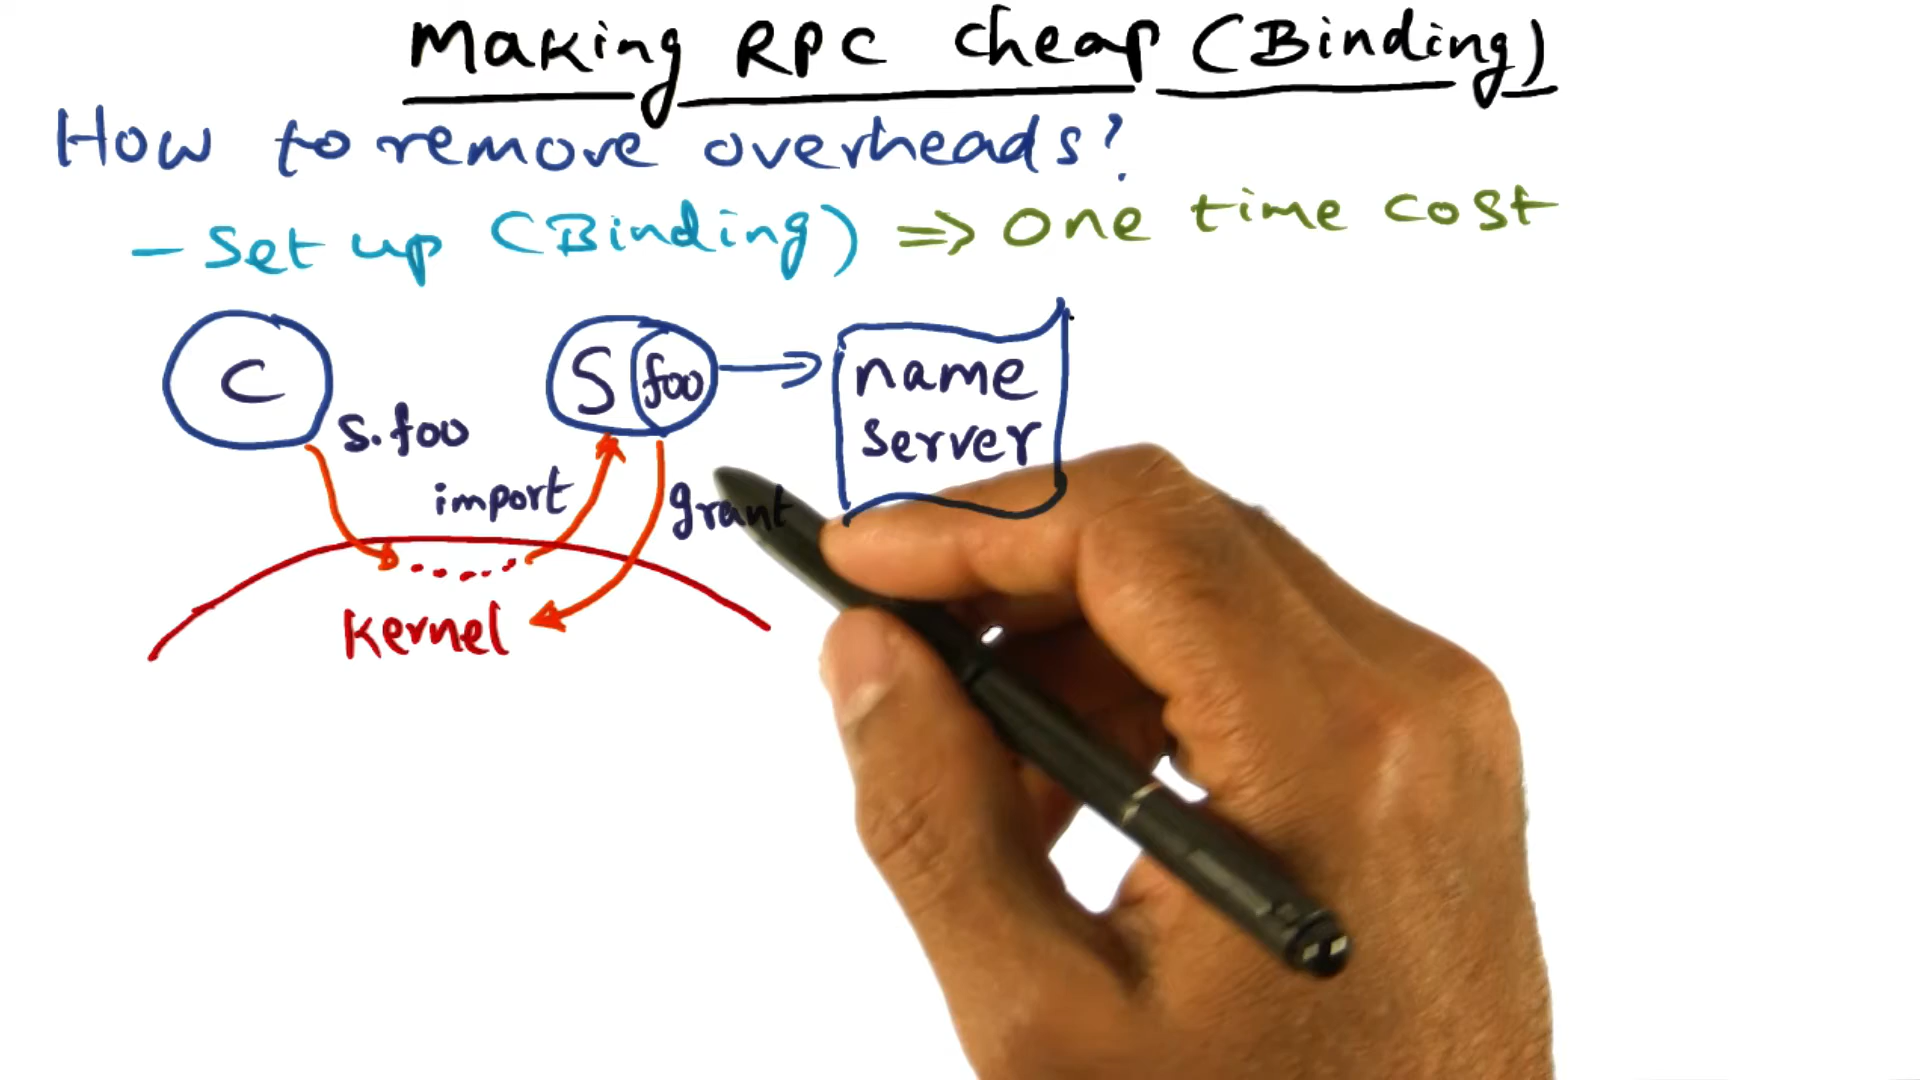 Making RPC cheap (Binding)
How to remove overheads?
- Set up (Binding) => one time cost
C
S
foo
name
server
s.foo
import
grant
kernel